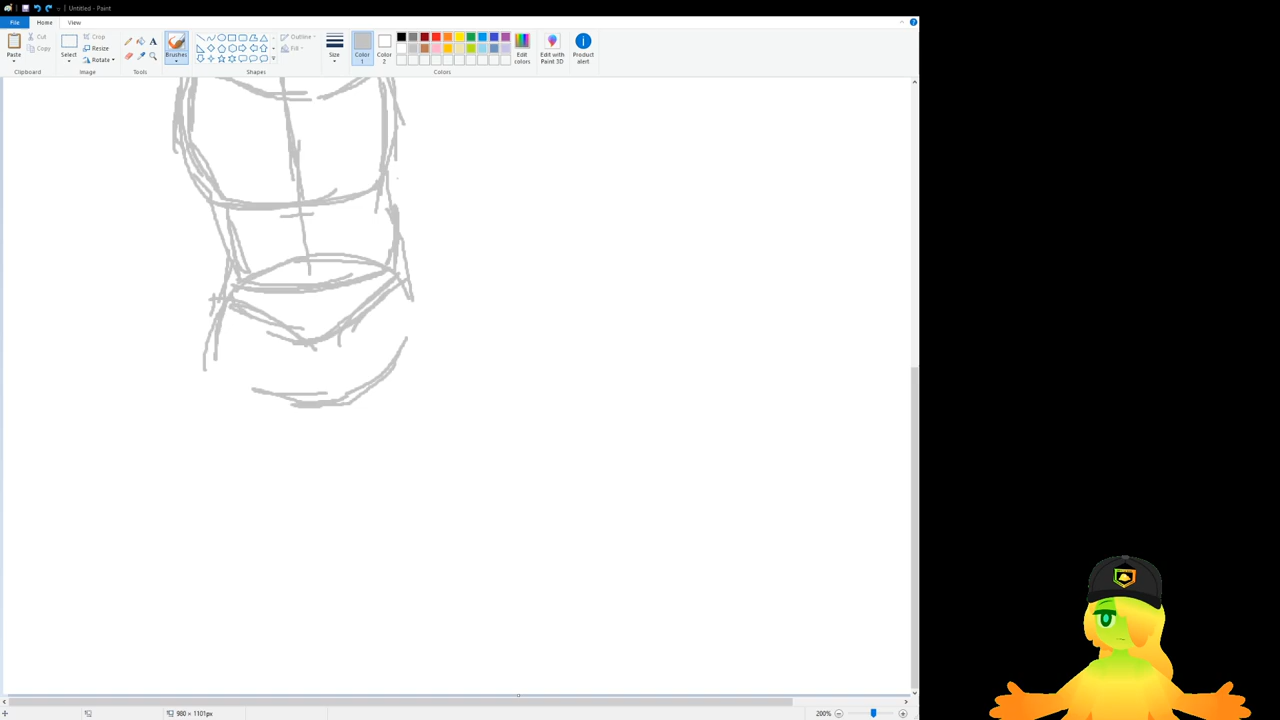 Untitled - Paint
File
Home
View
Paste
Cut
Copy
Clipboard
Select
Crop
Resize
Rotate
Image
A
Tools
Brushes
Outline
Fill
Shapes
Size
Color
1
Color
2
Edit
colors
Colors
Edit with
Paint 3D
Product
alert
980 × 1101px
200%